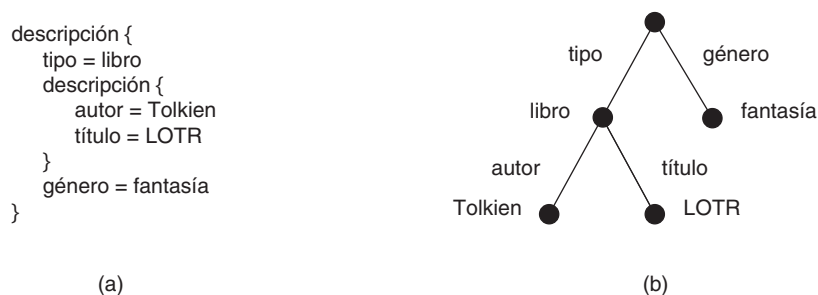 descripción {
tipo = libro
descripción {
autor = Tolkien
título = LOTR
}
género = fantasía
}
(a)
tipo género
libro fantasía
autor título
Tolkien LOTR
(b)